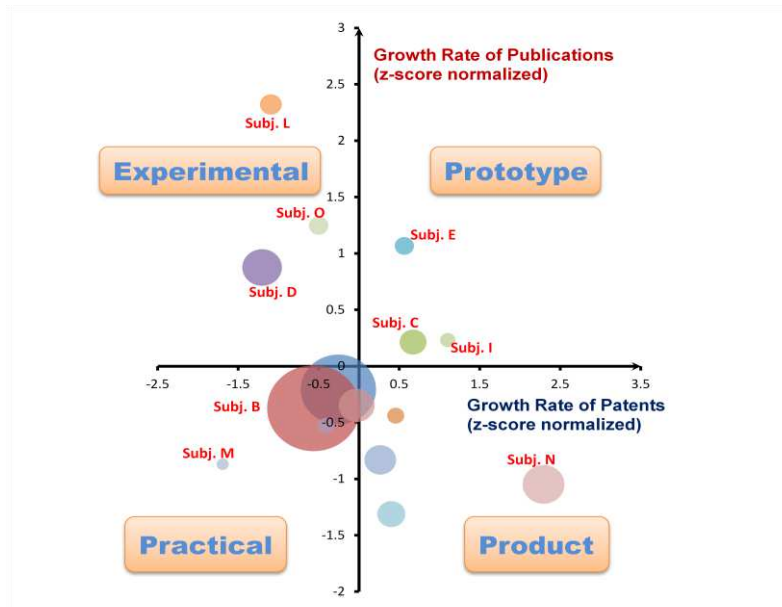 3
Growth Rate of Publications
(z-score normalized)
2.5
Subj. L
2
Experimental
Prototype
1.5
Subj. O
Subj. E
1
Subj. D
0.5
Subj. C
Subj. I
0
-2.5 -1.5 -0.5 0.5 1.5 2.5 3.5
Subj. B
Growth Rate of Patents
(z-score normalized)
-0.5
Subj. M
Subj. N
-1
Practical
Product
-1.5
-2